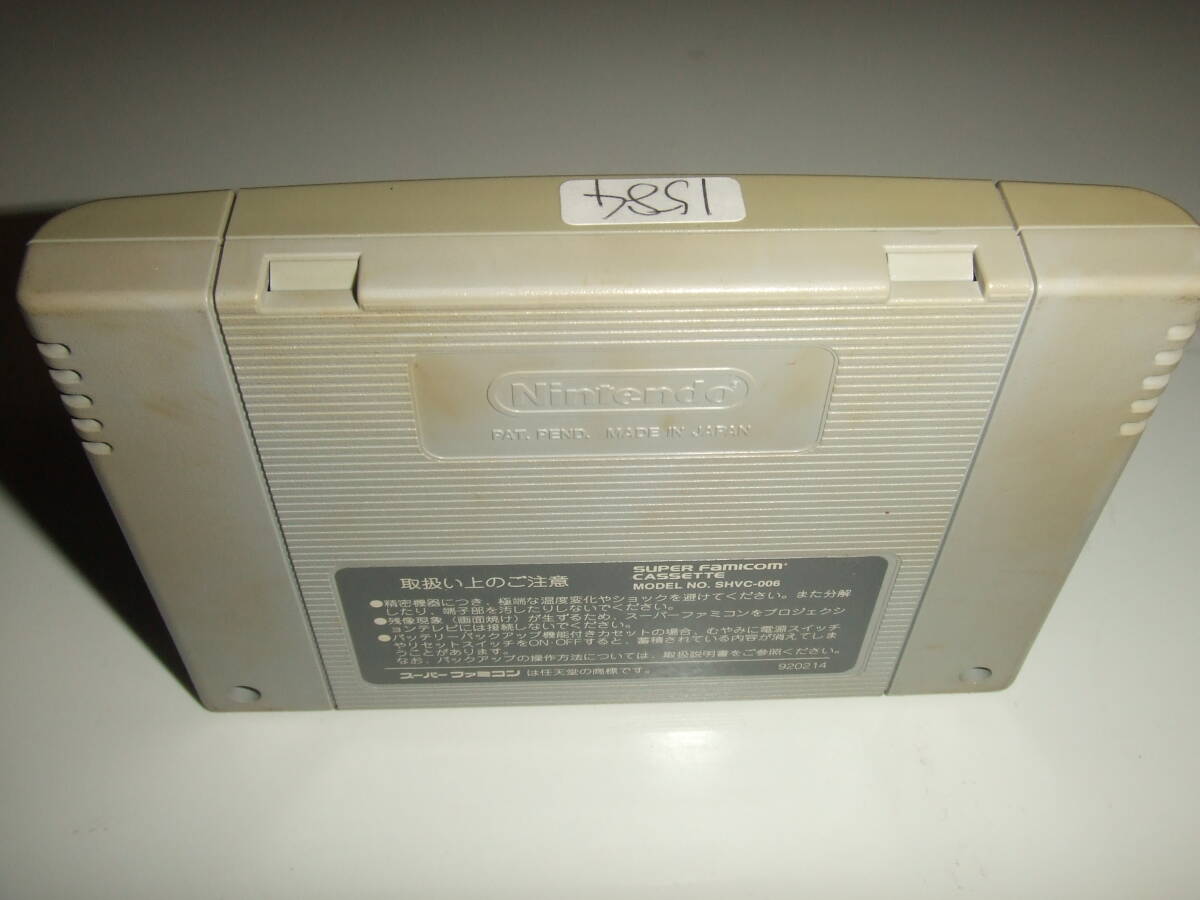 1584
Nintendo
PAT. PEND. MADE IN JAPAN
取扱い上のご注意
SUPER Famicom
CASSETTE
MODEL NO. SHVC-006
●精密機器につき、極端な温度変化やショックを避けてください。また分解
したり、端子部を汚したりしないでください。
●残像現象（画面焼け）が生ずるため、スーパーファミコンをプロジェクシ
ョンテレビには接続しないでください。
●バッテリーバックアップ機能付きカセットの場合、むやみに電源スイッチ
やリセットスイッチをON・OFFすると、蓄積されている内容が消えてしま
うことがあります。
なお、バックアップの操作方法については、取扱説明書をご参照ください。
スーパーファミコンは任天堂の商標です。
920214